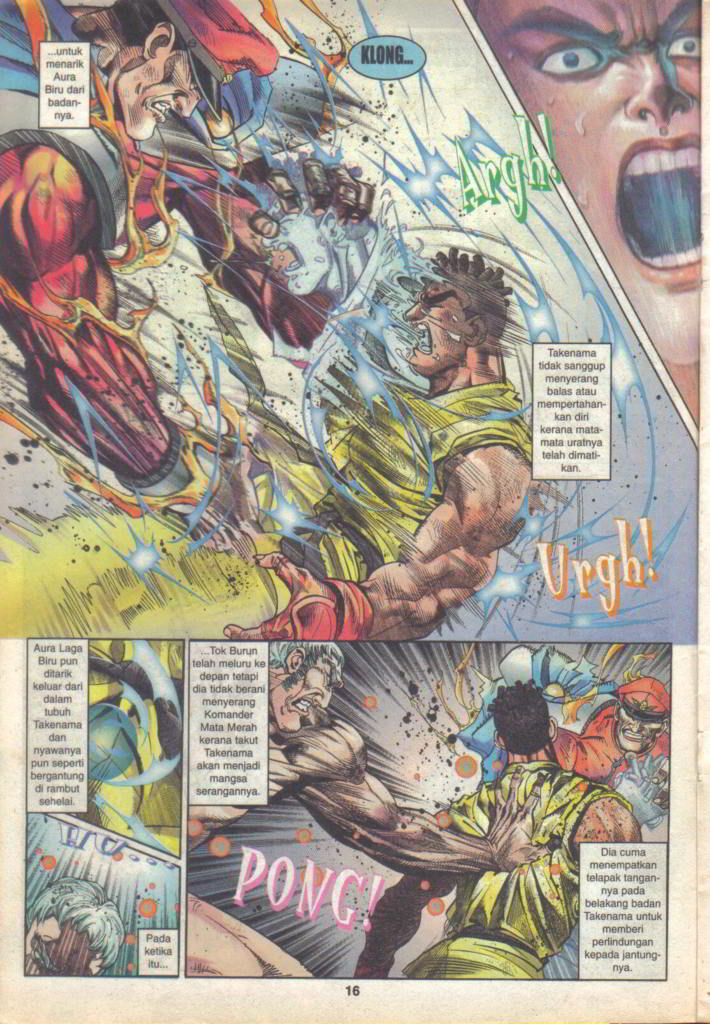 ...untuk
menarik
Aura
Biru dari
badan-
nya.
KLONG...
Argh!
Takenama
tidak sanggup
menyerang
balas atau
mempertahan-
kan diri
kerana mata-
mata uratnya
telah dimati-
kan.
Urgh!
Aura Laga
Biru pun
ditarik
keluar dari
dalam
tubuh
Takenama
dan
nyawanya
pun seperti
bergantung
di rambut
sehelai.
Pada
ketika
itu...
...Tok Burun
telah meluru ke
depan tetapi
dia tidak berani
menyerang
Komander
Mata Merah
kerana takut
Takenama
akan menjadi
mangsa
serangannya.
PONG!
Dia cuma
menempatkan
telapak tangan-
nya pada
belakang badan
Takenama untuk
memberi
perlindungan
kepada jantung-
nya.
16